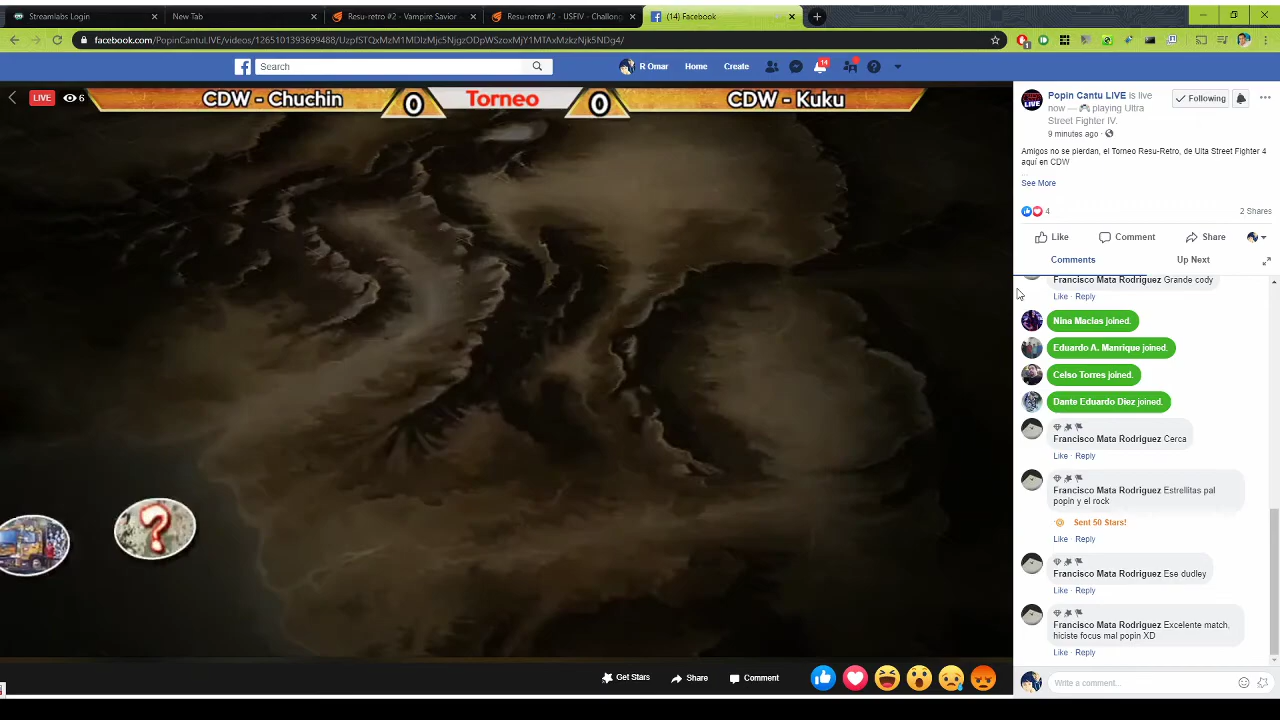 Streamlabs Login
New Tab
Resu-retro #2 - Vampire Savior
Resu-retro #2 - USFIV - Challong
(14) Facebook
facebook.com/PopinCantuLIVE/videos/1265101393699488/UzpfSTQxMzM1MDIzMjc5NjgzODpWSzoxMjY1MTAxMzkzNjk5NDg4/
Search
R Omar
Home
Create
14
LIVE
6
CDW - Chuchin
0
Torneo
0
CDW - Kuku
?
Get Stars
Share
Comment
Popin Cantu LIVE is live
now — 🎮 playing Ultra
Street Fighter IV.
Following
9 minutes ago ·
Amigos no se pierdan, el Torneo Resu-Retro, de Ulta Street Fighter 4
aquí en CDW
...
See More
4
2 Shares
Like
Comment
Share
Comments
Up Next
Francisco Mata Rodriguez Grande cody
Like · Reply
Nina Macias joined.
Eduardo A. Manrique joined.
Celso Torres joined.
Dante Eduardo Diez joined.
Francisco Mata Rodriguez Cerca
Like · Reply
Francisco Mata Rodriguez Estrellitas pal
popin y el rock
Sent 50 Stars!
Like · Reply
Francisco Mata Rodriguez Ese dudley
Like · Reply
Francisco Mata Rodriguez Excelente match,
hiciste focus mal popin XD
Like · Reply
Write a comment...